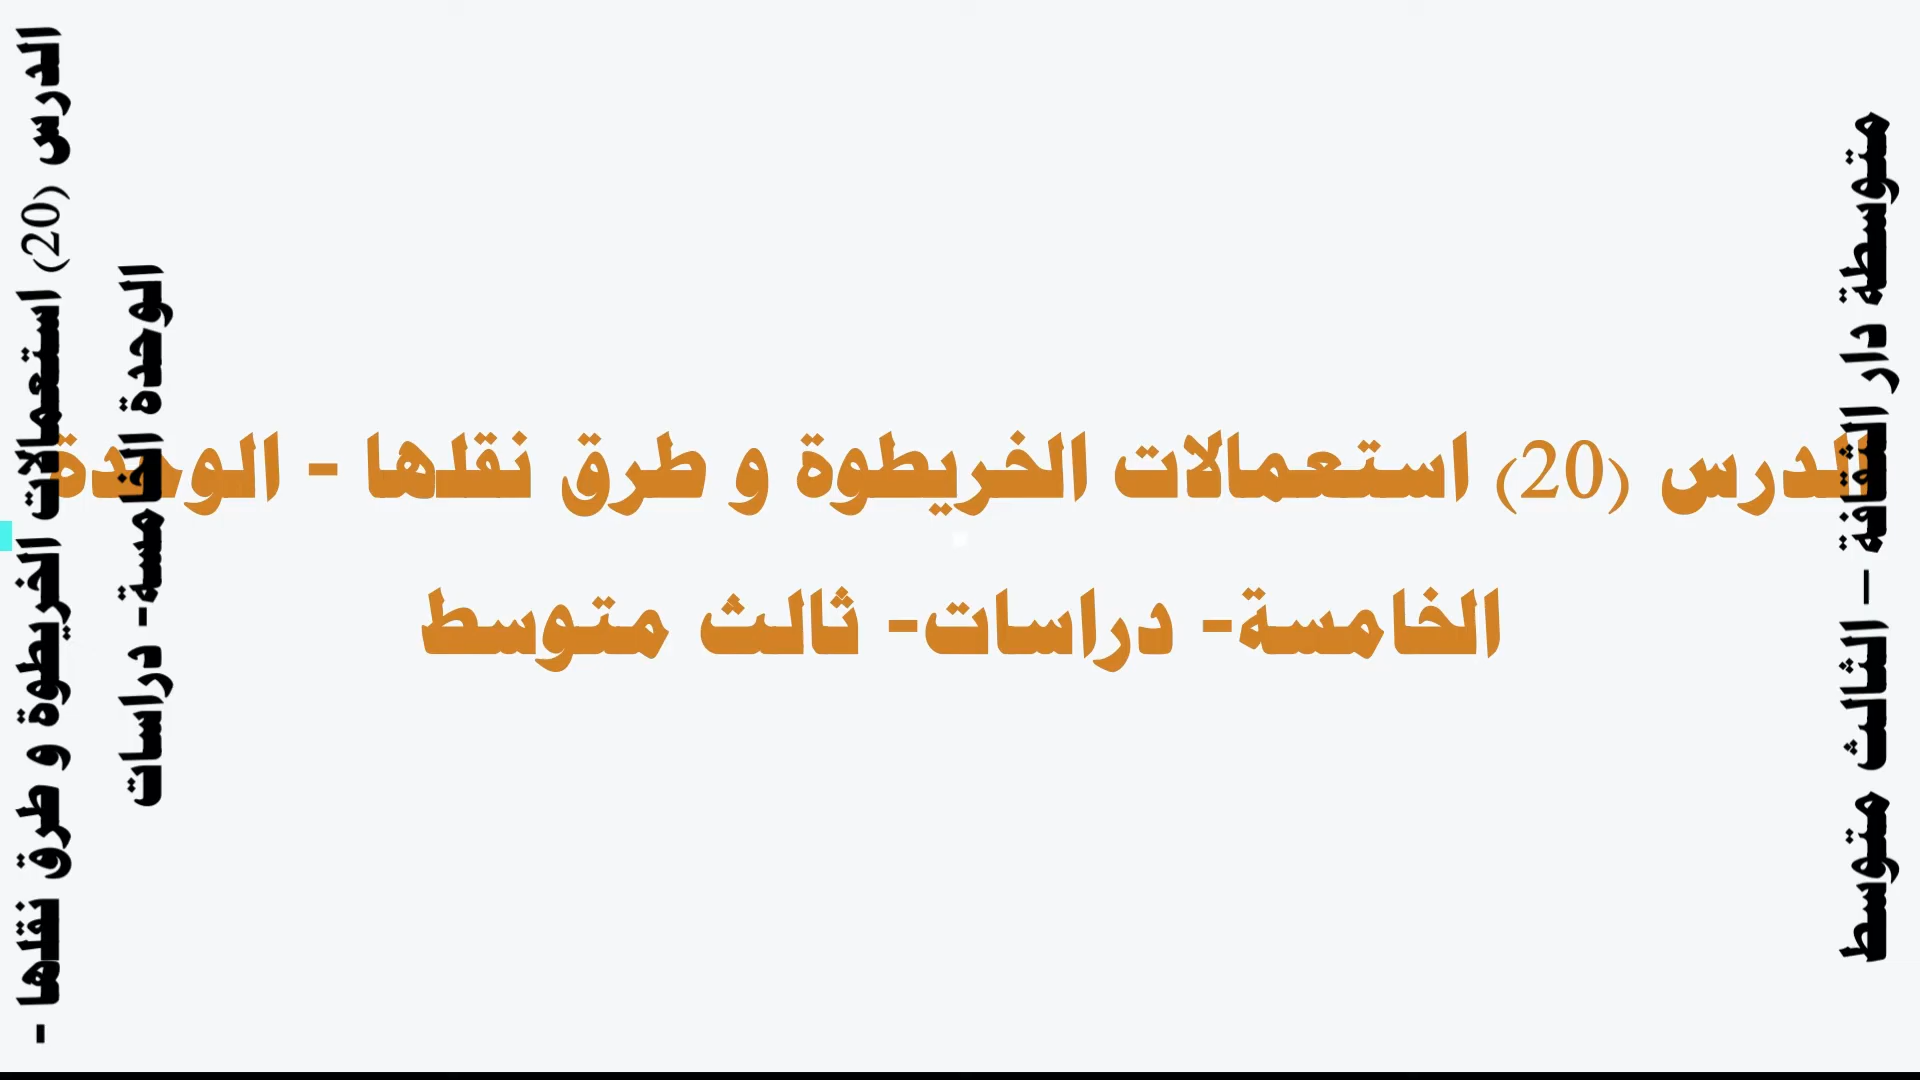 الدرس (20) استعمالات الخريطوة و طرق نقلها - الوحدة
الخامسة- دراسات- ثالث متوسط
الدرس (20) استعمالات الخريطوة و طرق نقلها -
الوحدة الخامسة- دراسات
متوسطة دار الثقافة – الثالث متوسط